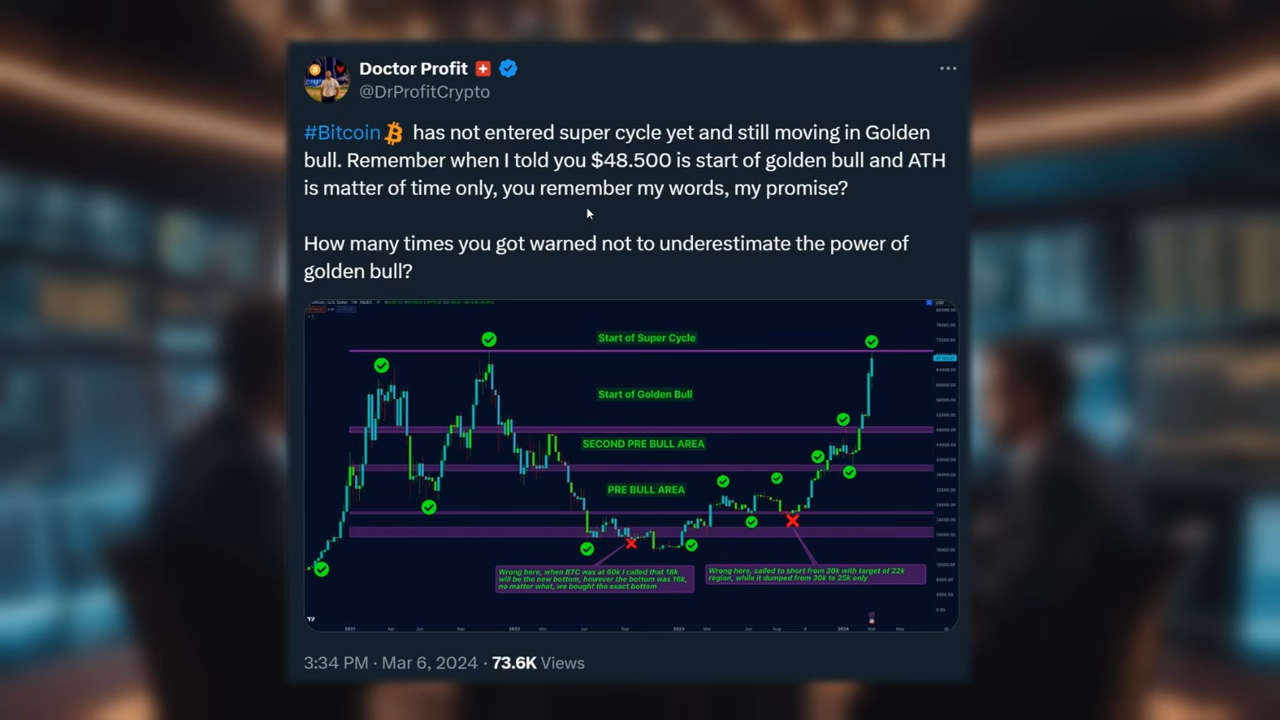 Doctor Profit
@DrProfitCrypto
#Bitcoin has not entered super cycle yet and still moving in Golden
bull. Remember when I told you $48.500 is start of golden bull and ATH
is matter of time only, you remember my words, my promise?
How many times you got warned not to underestimate the power of
golden bull?
Start of Super Cycle
Start of Golden Bull
SECOND PRE BULL AREA
PRE BULL AREA
Wrong here, when BTC was at 60k I called that 18k
will be the new bottom, however the bottom was 16k,
no matter what, we bought the exact bottom
Wrong here, called to short from 30k with target of 22k
region, while it dumped from 30k to 25k only
2021
2022
2023
2024
3:34 PM · Mar 6, 2024 · 73.6K Views